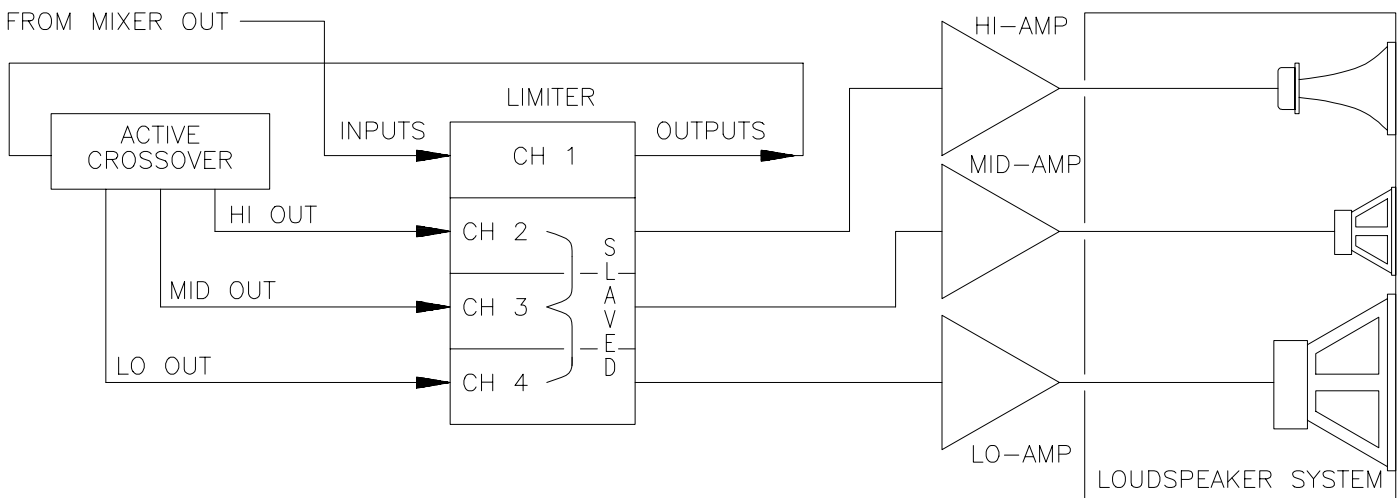 FROM MIXER OUT
HI-AMP
LIMITER
ACTIVE
CROSSOVER
INPUTS
OUTPUTS
CH 1
MID-AMP
HI OUT
CH 2
SLAVED
MID OUT
CH 3
LO OUT
CH 4
LO-AMP
LOUDSPEAKER SYSTEM